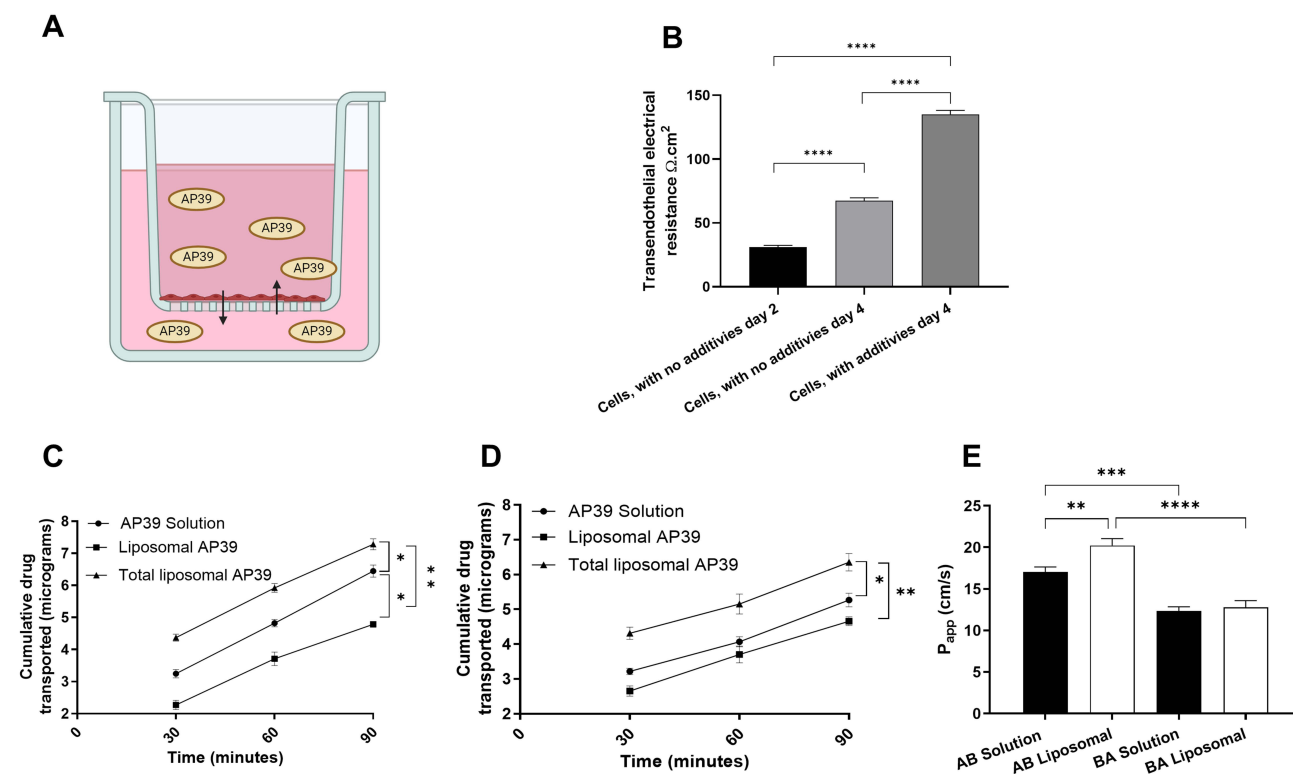 A
AP39
AP39
AP39
AP39
AP39
AP39
B
****
****
****
Transendothelial electrical
resistance Ω.cm²
150
100
50
0
Cells, with no additivies day 2
Cells, with no additivies day 4
Cells, with additivies day 4
C
Cumulative drug
transported (micrograms)
8
7
6
5
4
3
2
AP39 Solution
Liposomal AP39
Total liposomal AP39
*
*
**
0
30
60
90
Time (minutes)
D
Cumulative drug
transported (micrograms)
8
7
6
5
4
3
2
AP39 Solution
Liposomal AP39
Total liposomal AP39
*
**
0
30
60
90
Time (minutes)
E
***
**
****
Papp (cm/s)
25
20
15
10
5
0
AB Solution
AB Liposomal
BA Solution
BA Liposomal